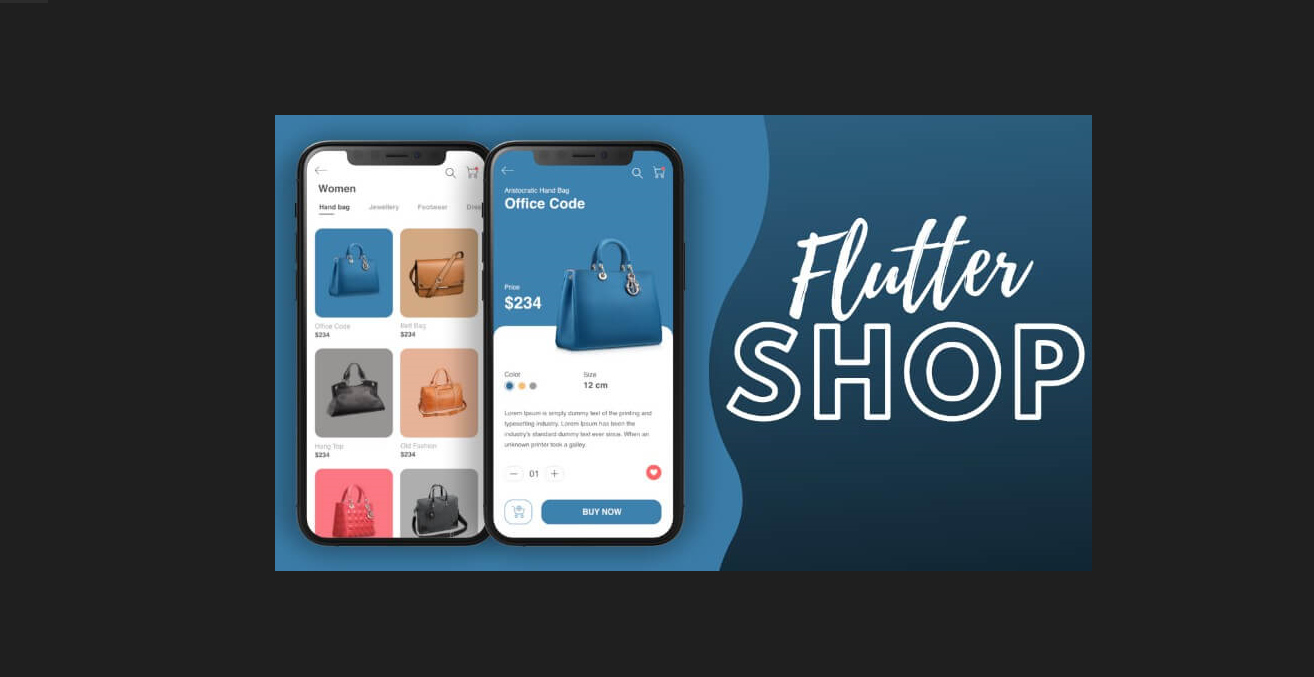 Women
Hand bag Jewellery Footwear Dres
Office Code
$234
Belt Bag
$234
Hang Top
$234
Old Fashion
$234
Aristocratic Hand Bag
Office Code
Price
$234
Color
Size
12 cm
Lorem Ipsum is simply dummy text of the printing and
typesetting industry. Lorem Ipsum has been the
industry's standard dummy text ever since. When an
unknown printer took a galley.
01
BUY NOW
Flutter
SHOP